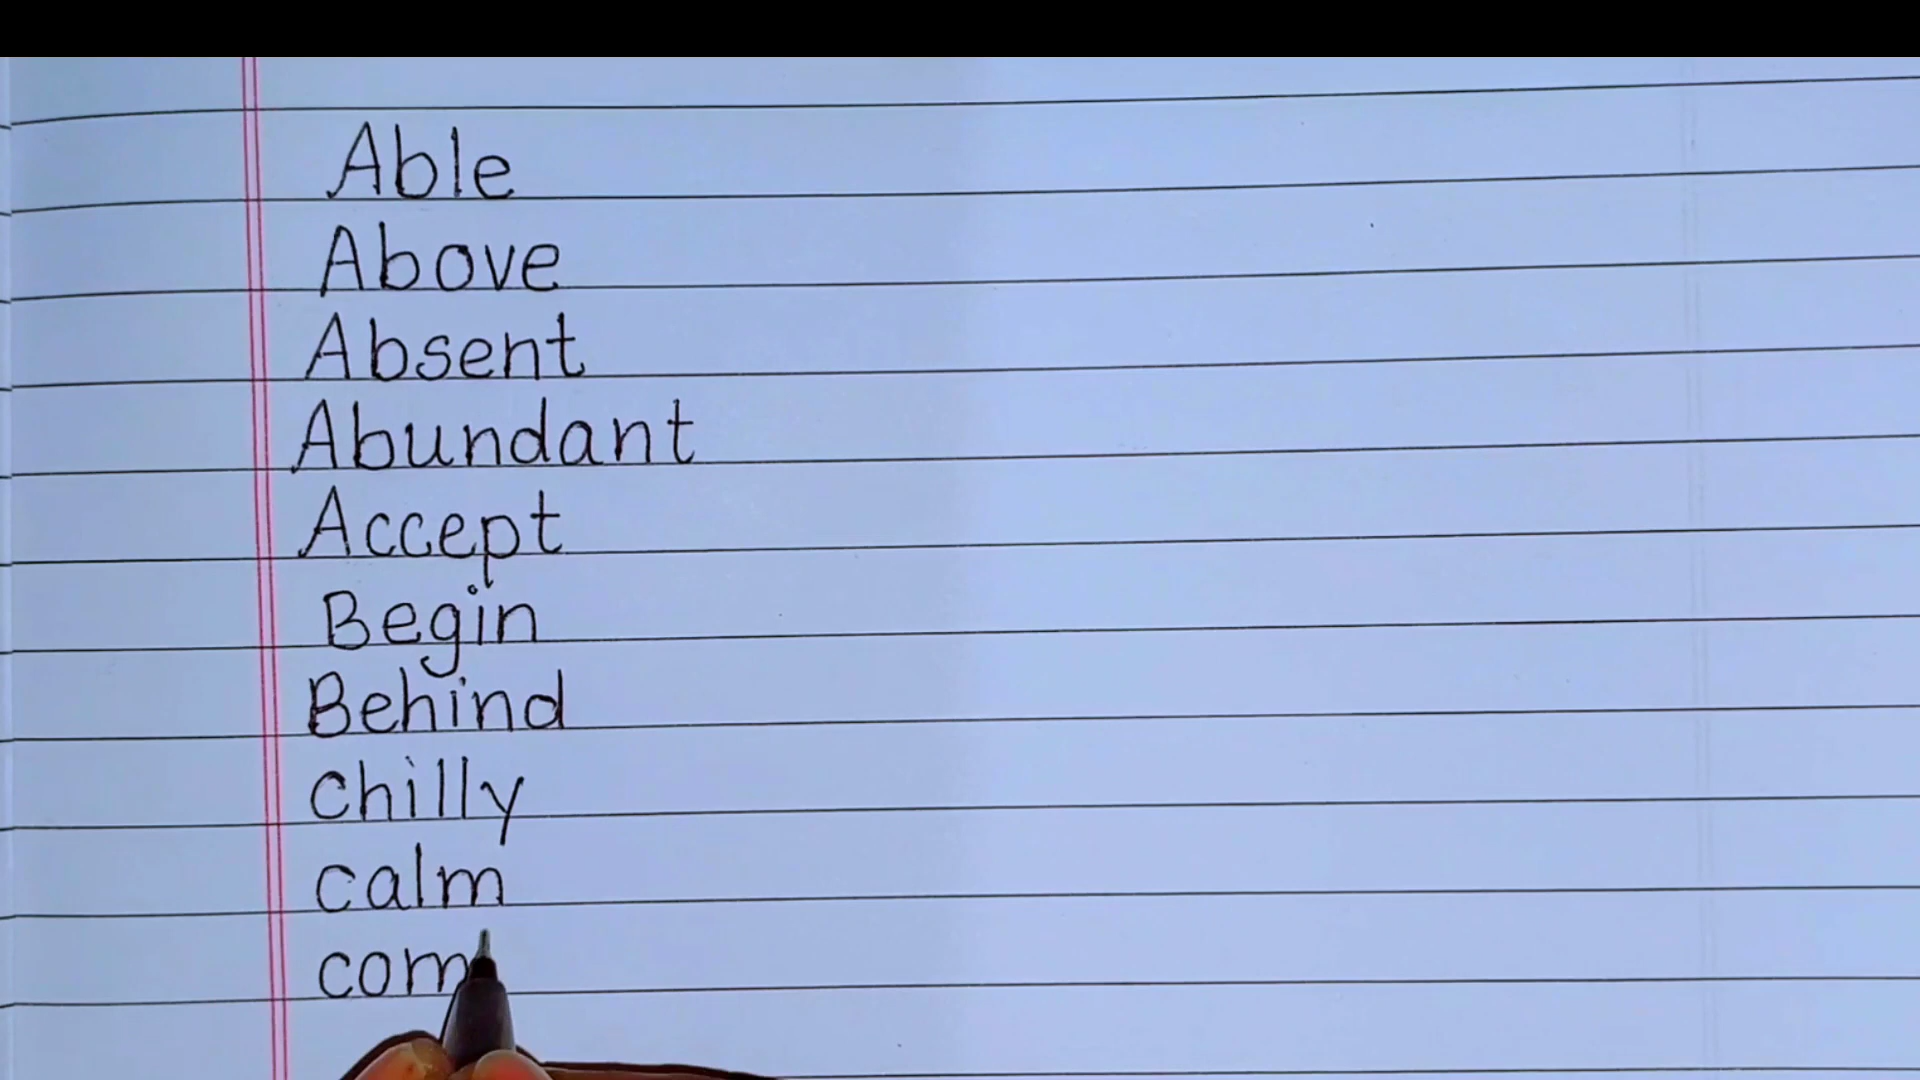 Able
Above
Absent
Abundant
Accept
Begin
Behind
chilly
calm
com